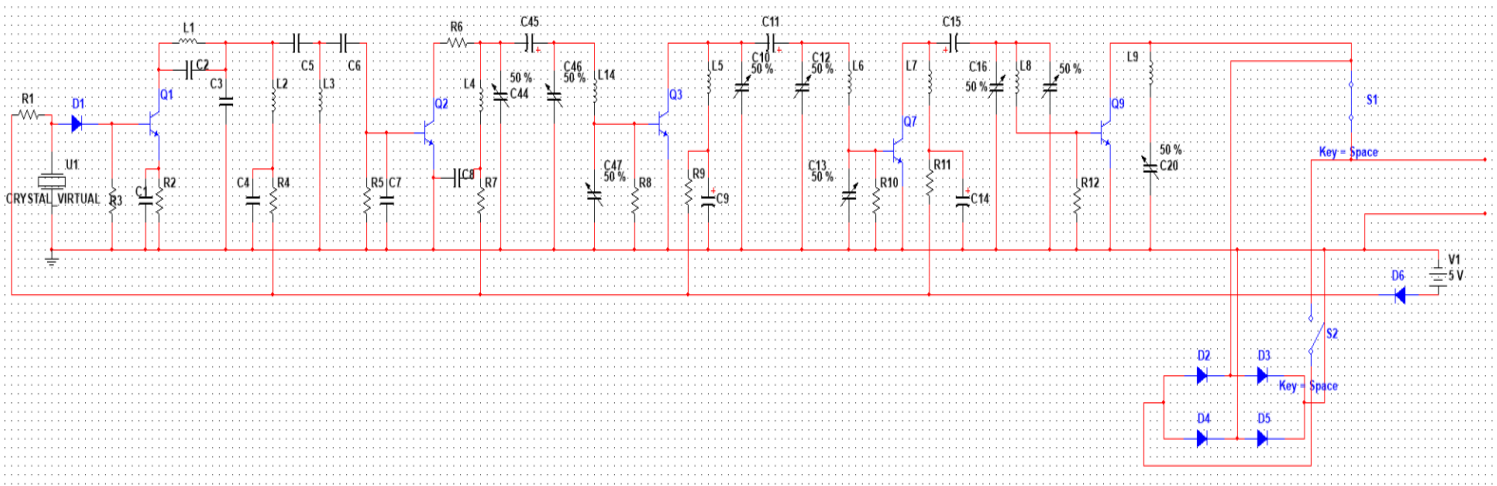 L1
C2
R1
D1
Q1
C3
L2
C5
L3
C6
U1
CRYSTAL_VIRTUAL
R3
C1
R2
C4
R4
R5
C7
Q2
C8
R6
L4
R7
C45
50 %
C44
C46
50 %
L14
C47
50 %
R8
Q3
L5
R9
C9
C10
50 %
C11
C12
50 %
L6
C13
50 %
R10
Q7
L7
R11
C14
C15
C16
50 %
L8
50 %
R12
Q9
L9
50 %
C20
S1
Key = Space
V1
5 V
D6
S2
Key = Space
D2
D3
D4
D5